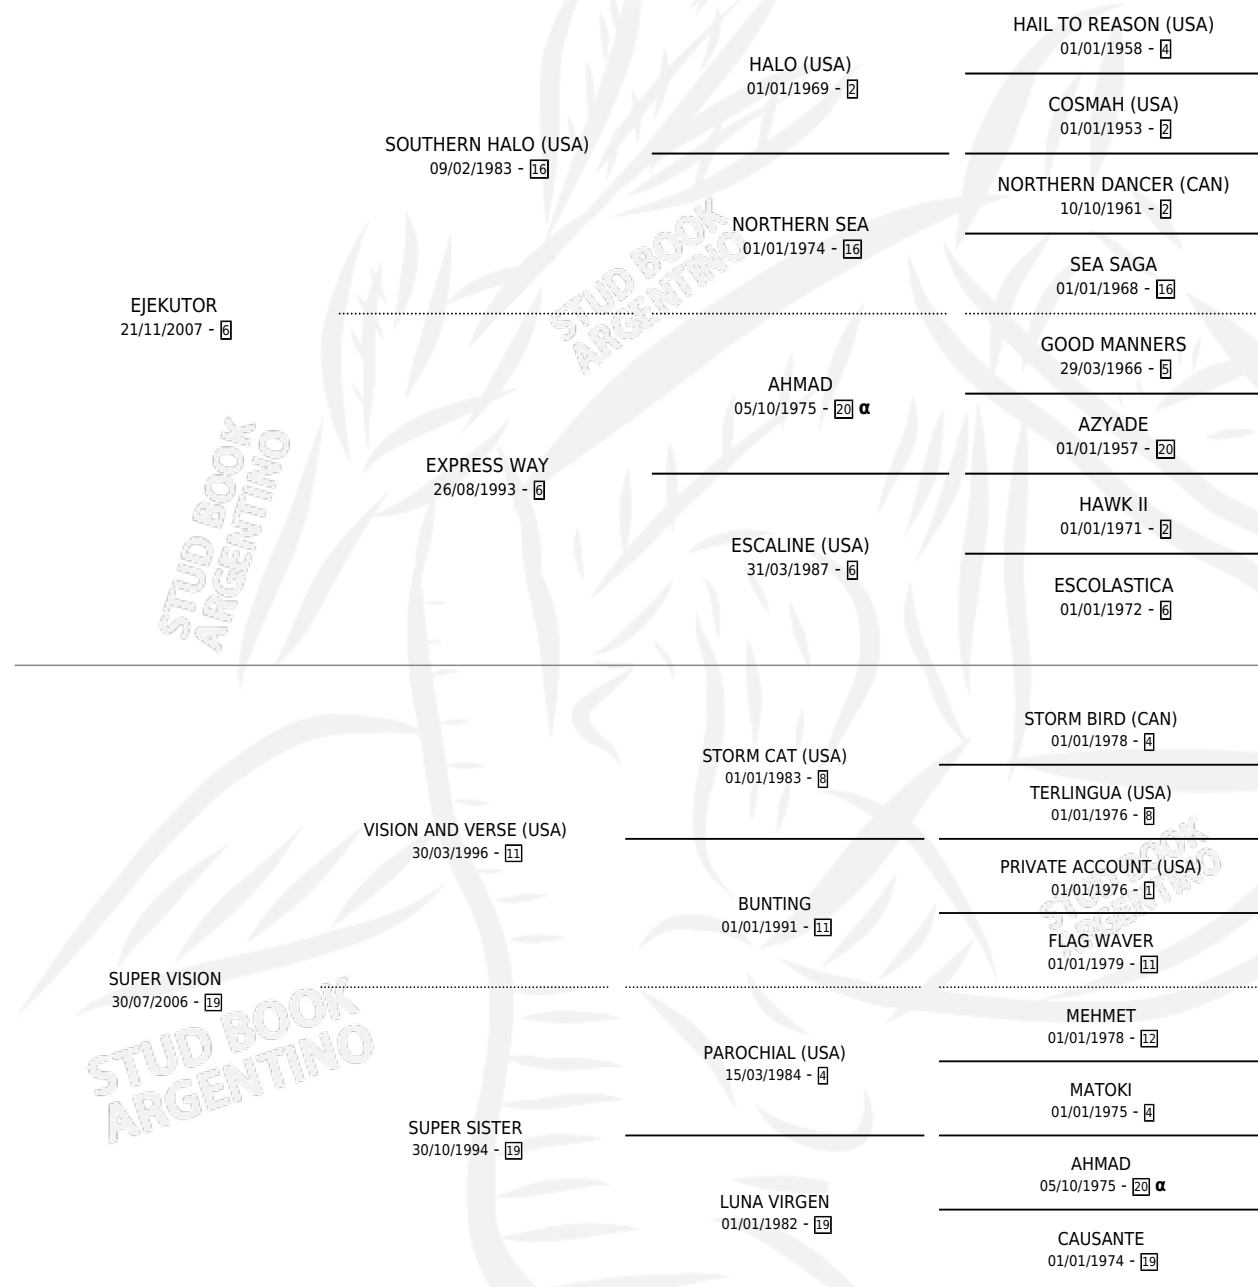 HAIL TO REASON (USA)
01/01/1958 - 4
HALO (USA)
01/01/1969 - 2
COSMAH (USA)
01/01/1953 - 2
SOUTHERN HALO (USA)
09/02/1983 - 16
NORTHERN DANCER (CAN)
10/10/1961 - 2
NORTHERN SEA
01/01/1974 - 16
SEA SAGA
01/01/1968 - 16
EJEKUTOR
21/11/2007 - 6
GOOD MANNERS
29/03/1966 - 5
AHMAD
05/10/1975 - 20 α
AZYADE
01/01/1957 - 20
EXPRESS WAY
26/08/1993 - 6
HAWK II
01/01/1971 - 2
ESCALINE (USA)
31/03/1987 - 6
ESCOLASTICA
01/01/1972 - 6
STORM BIRD (CAN)
01/01/1978 - 4
STORM CAT (USA)
01/01/1983 - 8
TERLINGUA (USA)
01/01/1976 - 8
VISION AND VERSE (USA)
30/03/1996 - 11
PRIVATE ACCOUNT (USA)
01/01/1976 - 1
BUNTING
01/01/1991 - 11
FLAG WAVER
01/01/1979 - 11
SUPER VISION
30/07/2006 - 19
MEHMET
01/01/1978 - 12
PAROCHIAL (USA)
15/03/1984 - 4
MATOKI
01/01/1975 - 4
SUPER SISTER
30/10/1994 - 19
AHMAD
05/10/1975 - 20 α
LUNA VIRGEN
01/01/1982 - 19
CAUSANTE
01/01/1974 - 19
STUD BOOK
ARGENTINO
STUD BOOK
ARGENTINO
STUD BOOK
ARGENTINO
STUD BOOK
ARGENTINO